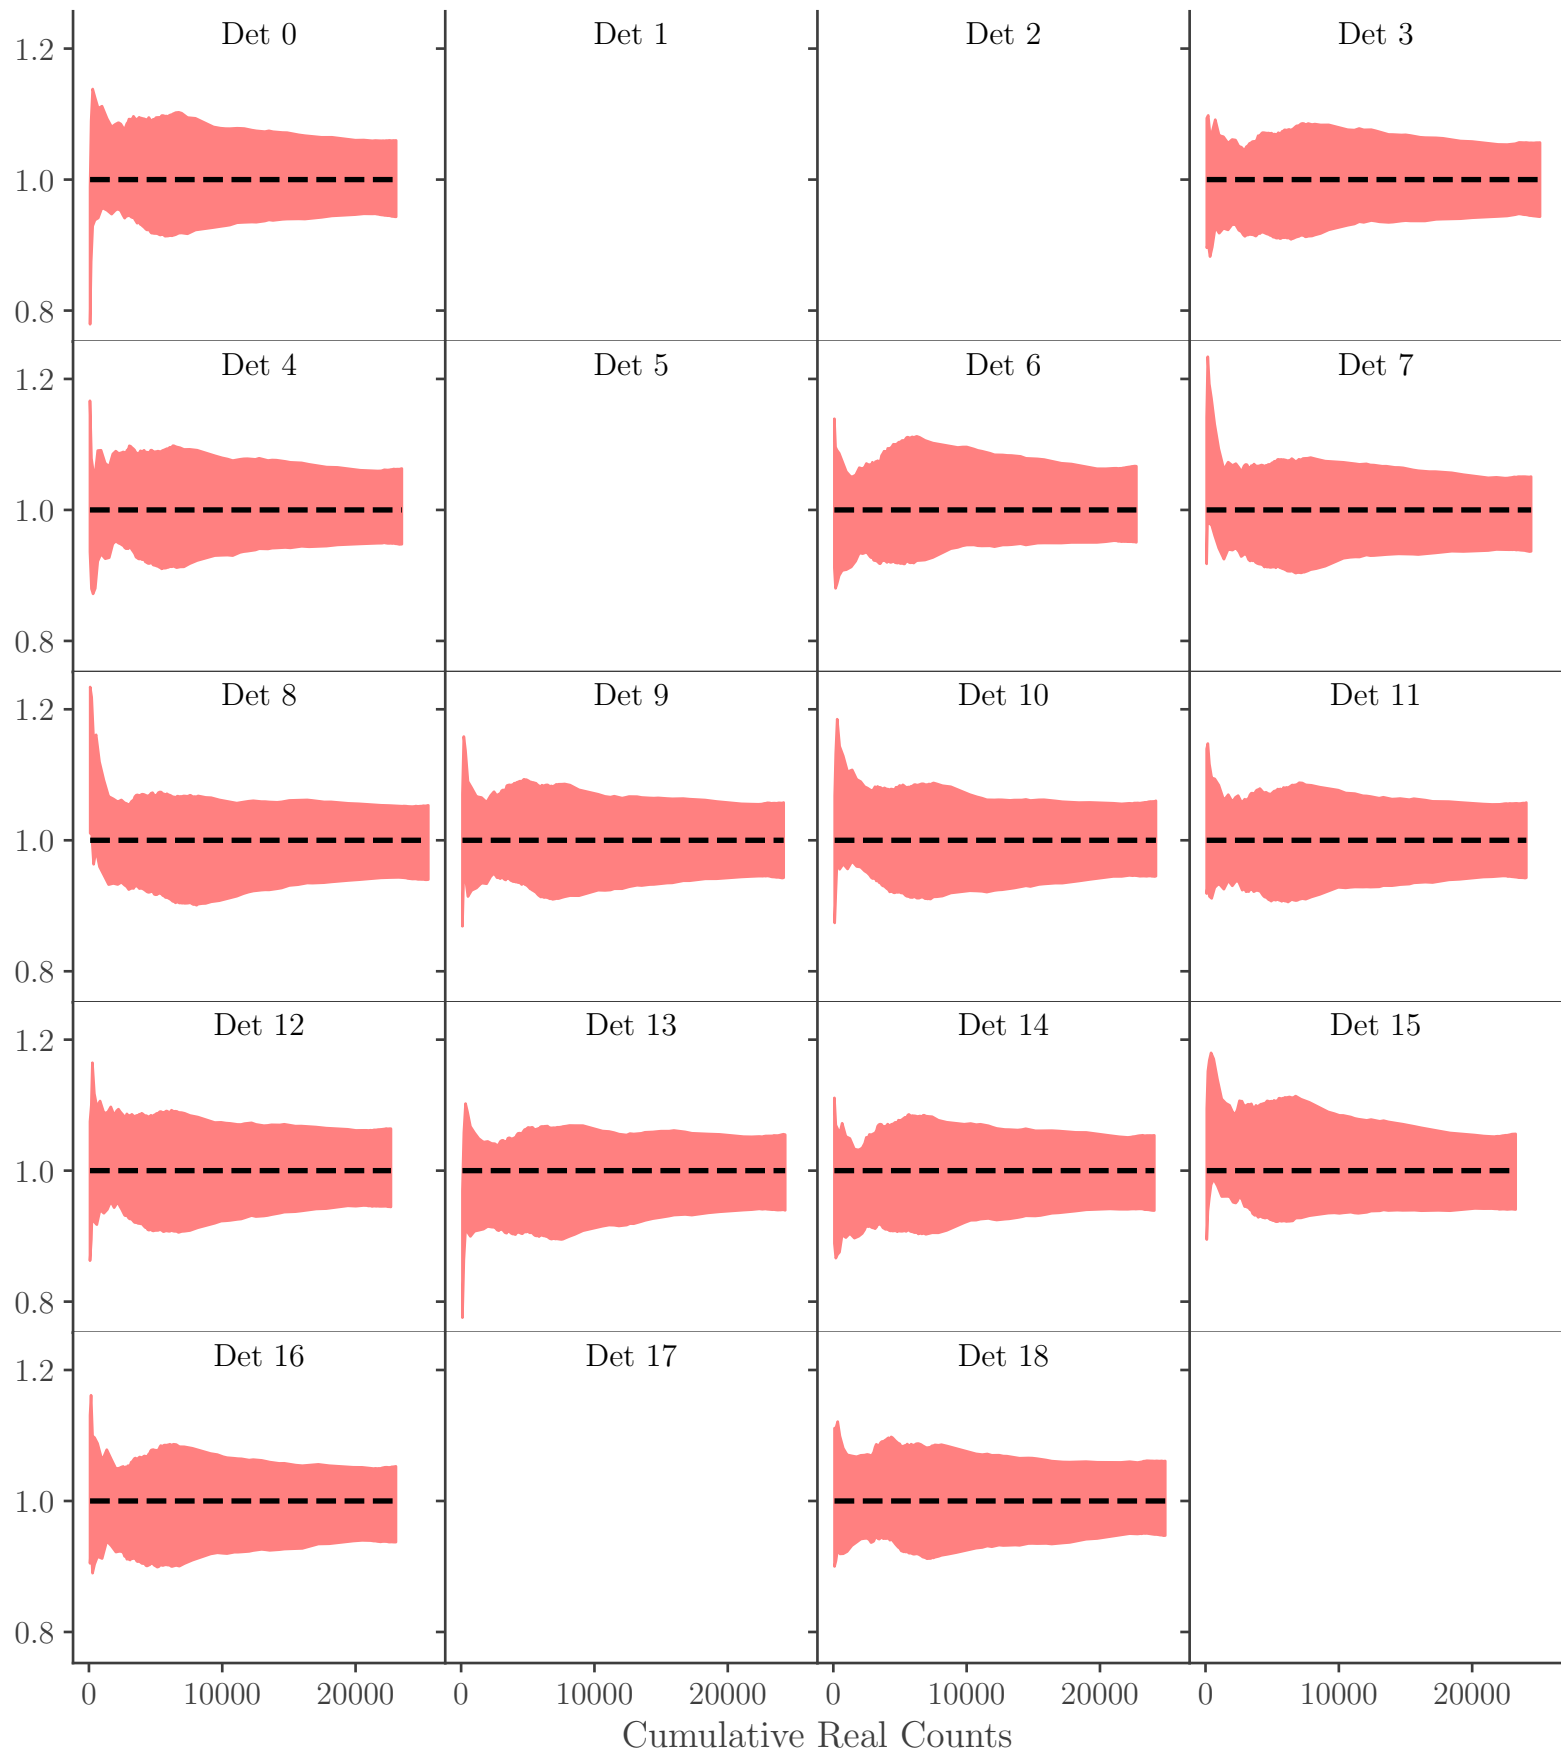 Det 0 Det 1 Det 2 Det 3
1.2
1.0
0.8
Det 4 Det 5 Det 6 Det 7
1.2
1.0
0.8
Det 8 Det 9 Det 10 Det 11
1.2
1.0
0.8
Det 12 Det 13 Det 14 Det 15
1.2
1.0
0.8
Det 16 Det 17 Det 18
1.2
1.0
0.8
0 10000 20000 0 10000 20000 0 10000 20000 0 10000 20000
Cumulative Real Counts